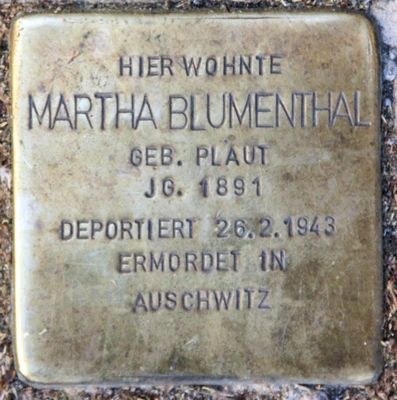 HIER WOHNTE
MARTHA BLUMENTHAL
GEB. PLAUT
JG. 1891
DEPORTIERT 26.2.1943
ERMORDET IN
AUSCHWITZ